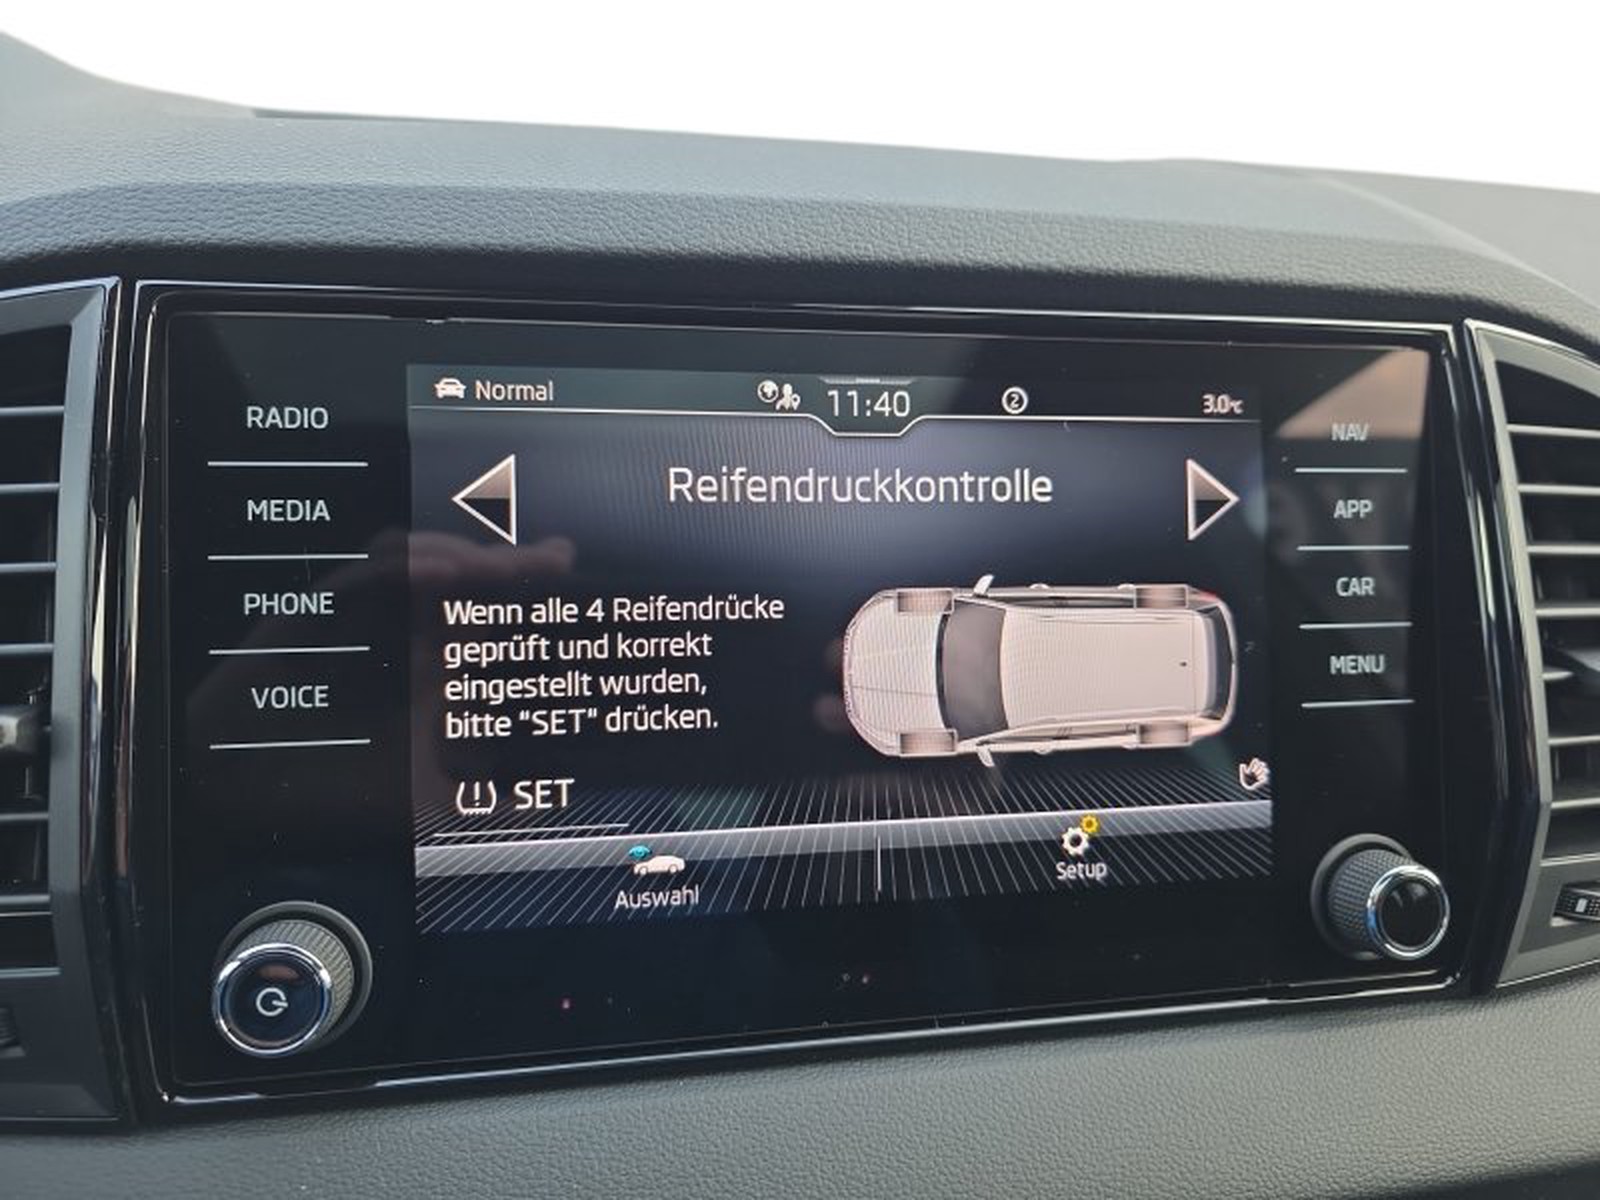 RADIO
MEDIA
PHONE
VOICE
Normal
11:40
2
3.0°C
Reifendruckkontrolle
Wenn alle 4 Reifendrücke
geprüft und korrekt
eingestellt wurden,
bitte "SET" drücken.
SET
Auswahl
Setup
NAV
APP
CAR
MENU